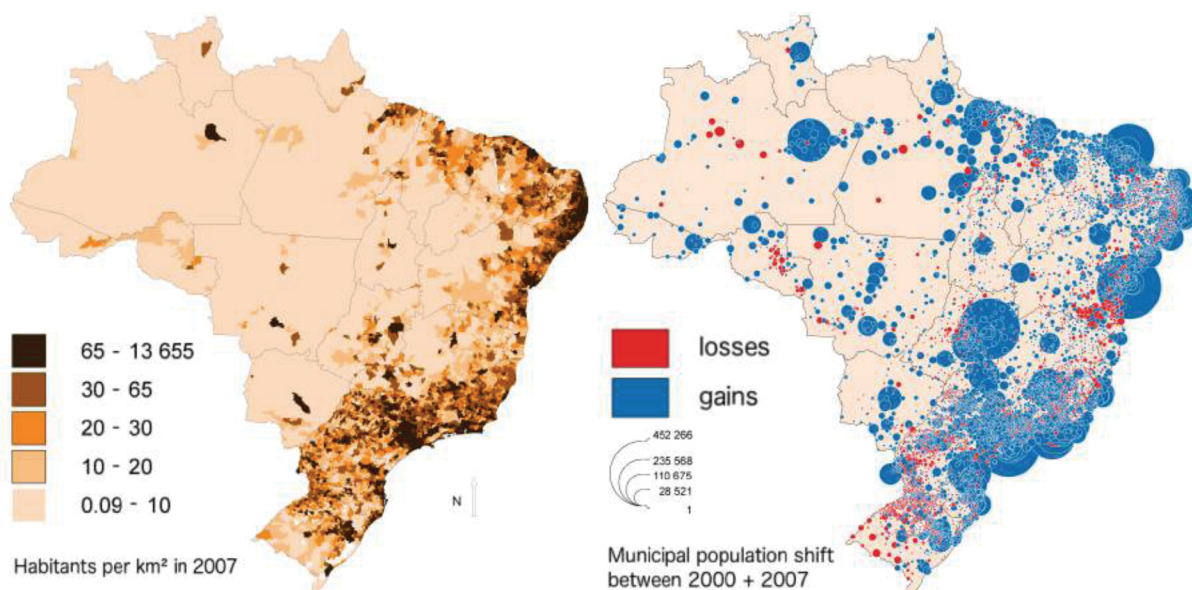 65 - 13 655
30 - 65
20 - 30
10 - 20
0.09 - 10
N
Habitants per km² in 2007
losses
gains
452 266
235 568
110 675
28 521
1
Municipal population shift
between 2000 + 2007